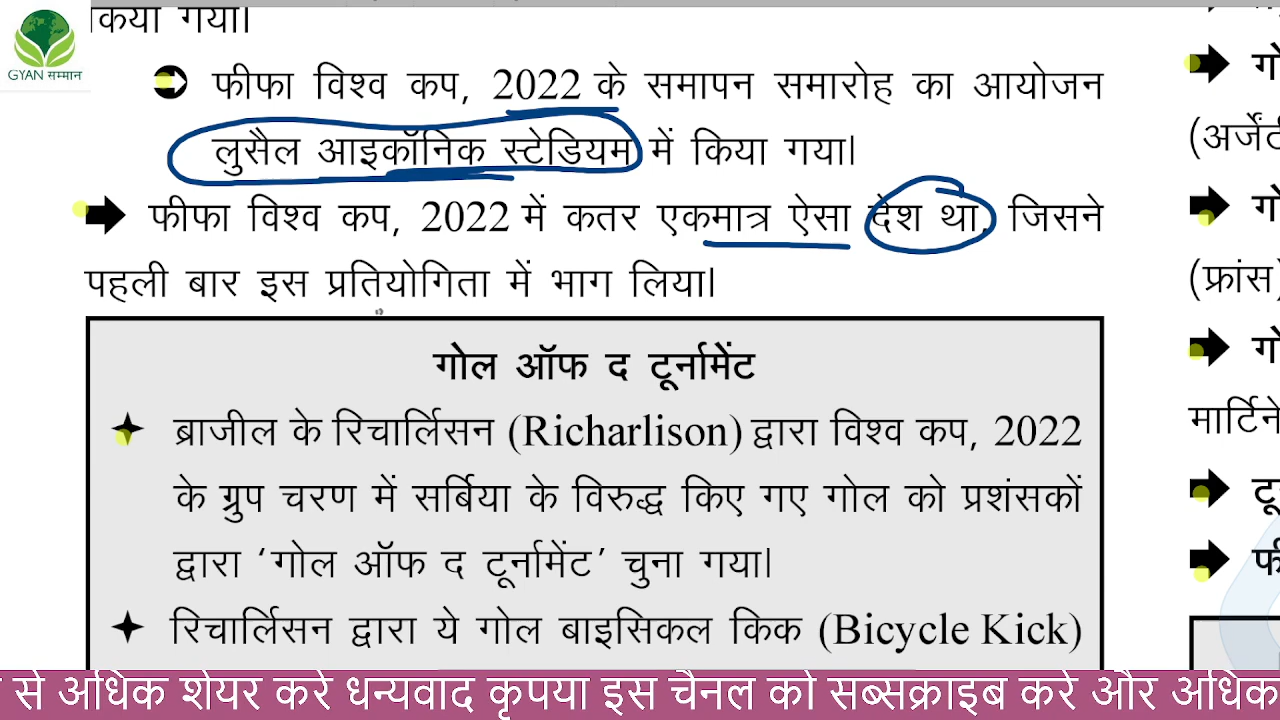 GYAN सम्मान
किया गया।
फीफा विश्व कप, 2022 के समापन समारोह का आयोजन
लुसैल आइकॉनिक स्टेडियम में किया गया।
फीफा विश्व कप, 2022 में कतर एकमात्र ऐसा देश था, जिसने
पहली बार इस प्रतियोगिता में भाग लिया।
गोल ऑफ द टूर्नामेंट
ब्राजील के रिचार्लिसन (Richarlison) द्वारा विश्व कप, 2022
के ग्रुप चरण में सर्बिया के विरुद्ध किए गए गोल को प्रशंसकों
द्वारा ‘गोल ऑफ द टूर्नामेंट’ चुना गया।
रिचार्लिसन द्वारा ये गोल बाइसिकल किक (Bicycle Kick)
(फ्रांस)
से अधिक शेयर करे धन्यवाद कृपया इस चैनल को सब्सक्राइब करे और अधिक